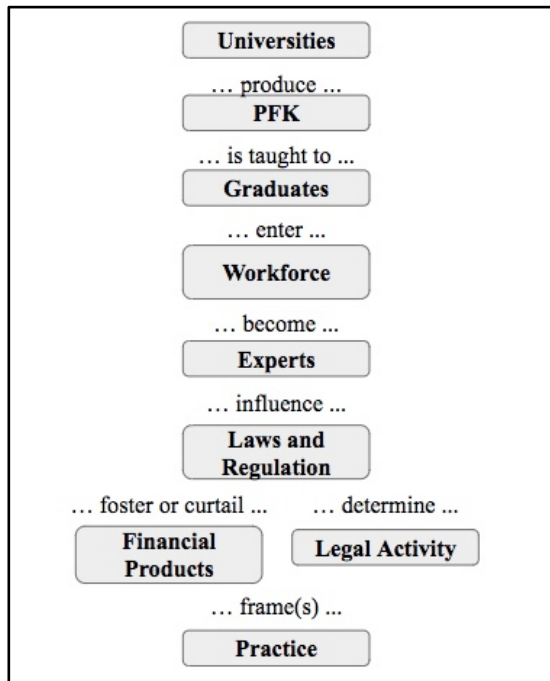 Universities
… produce ...
PFK
… is taught to ...
Graduates
… enter ...
Workforce
… become ...
Experts
… influence ...
Laws and
Regulation
… foster or curtail ...
… determine ...
Financial
Products
Legal Activity
… frame(s) ...
Practice